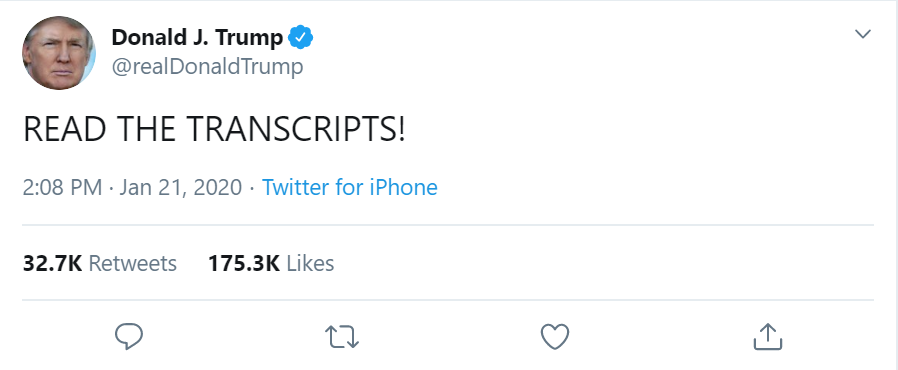 Donald J. Trump
@realDonaldTrump
READ THE TRANSCRIPTS!
2:08 PM · Jan 21, 2020 · Twitter for iPhone
32.7K Retweets 175.3K Likes